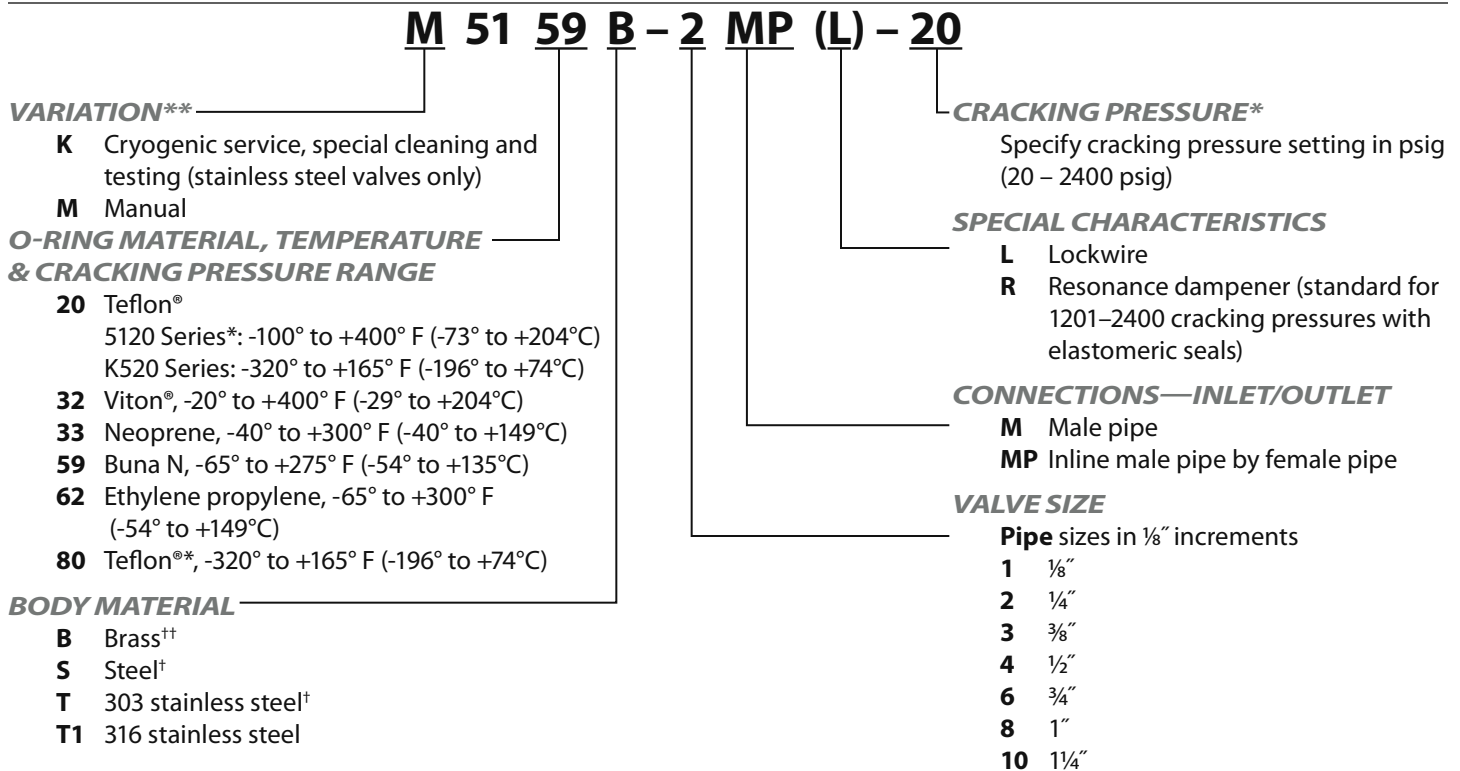 M 51 59 B – 2 MP (L) – 20
VARIATION**
K Cryogenic service, special cleaning and
testing (stainless steel valves only)
M Manual
O-RING MATERIAL, TEMPERATURE
& CRACKING PRESSURE RANGE
20 Teflon®
5120 Series*: -100° to +400° F (-73° to +204°C)
K520 Series: -320° to +165° F (-196° to +74°C)
32 Viton®, -20° to +400° F (-29° to +204°C)
33 Neoprene, -40° to +300° F (-40° to +149°C)
59 Buna N, -65° to +275° F (-54° to +135°C)
62 Ethylene propylene, -65° to +300° F
(-54° to +149°C)
80 Teflon®*, -320° to +165° F (-196° to +74°C)
BODY MATERIAL
B Brass††
S Steel†
T 303 stainless steel†
T1 316 stainless steel
CRACKING PRESSURE*
Specify cracking pressure setting in psig
(20 – 2400 psig)
SPECIAL CHARACTERISTICS
L Lockwire
R Resonance dampener (standard for
1201–2400 cracking pressures with
elastomeric seals)
CONNECTIONS—INLET/OUTLET
M Male pipe
MP Inline male pipe by female pipe
VALVE SIZE
Pipe sizes in ⅛˝ increments
1 ⅛˝
2 ¼˝
3 ⅜˝
4 ½˝
6 ¾˝
8 1˝
10 1¼˝